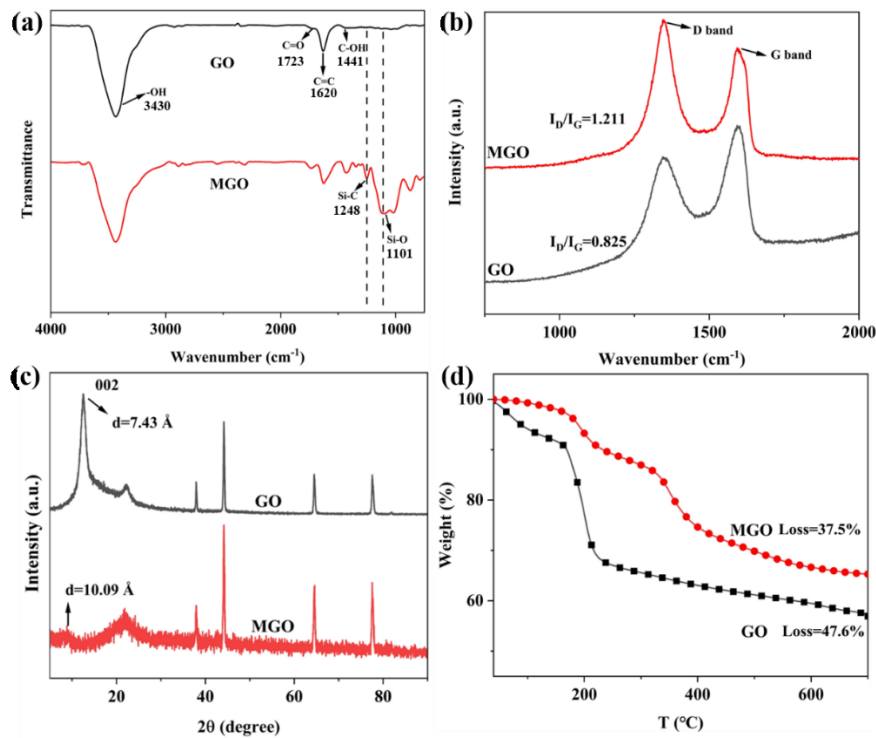 (a)
GO
C=O
1723
C-OH
1441
C=C
1620
-OH
3430
MGO
Si-C
1248
Si-O
1101
Transmittance
4000
3000
2000
1000
Wavenumber (cm⁻¹)
(b)
D band
G band
I_D/I_G=1.211
MGO
I_D/I_G=0.825
GO
Intensity (a.u.)
1000
1500
2000
Wavenumber (cm⁻¹)
(c)
002
d=7.43 Å
GO
d=10.09 Å
MGO
Intensity (a.u.)
20
40
60
80
2θ (degree)
(d)
100
80
60
Weight (%)
MGO Loss=37.5%
GO Loss=47.6%
200
400
600
T (℃)